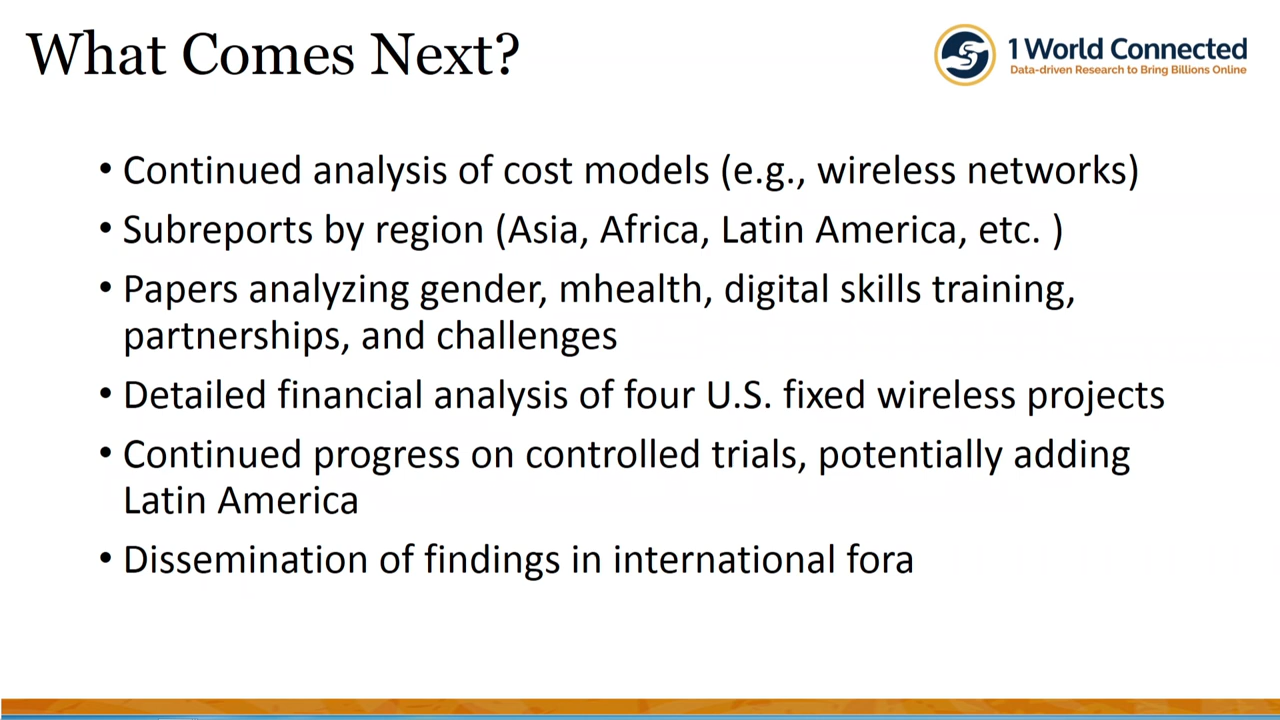 What Comes Next?
1 World Connected
Data-driven Research to Bring Billions Online
• Continued analysis of cost models (e.g., wireless networks)
• Subreports by region (Asia, Africa, Latin America, etc. )
• Papers analyzing gender, mhealth, digital skills training,
partnerships, and challenges
• Detailed financial analysis of four U.S. fixed wireless projects
• Continued progress on controlled trials, potentially adding
Latin America
• Dissemination of findings in international fora